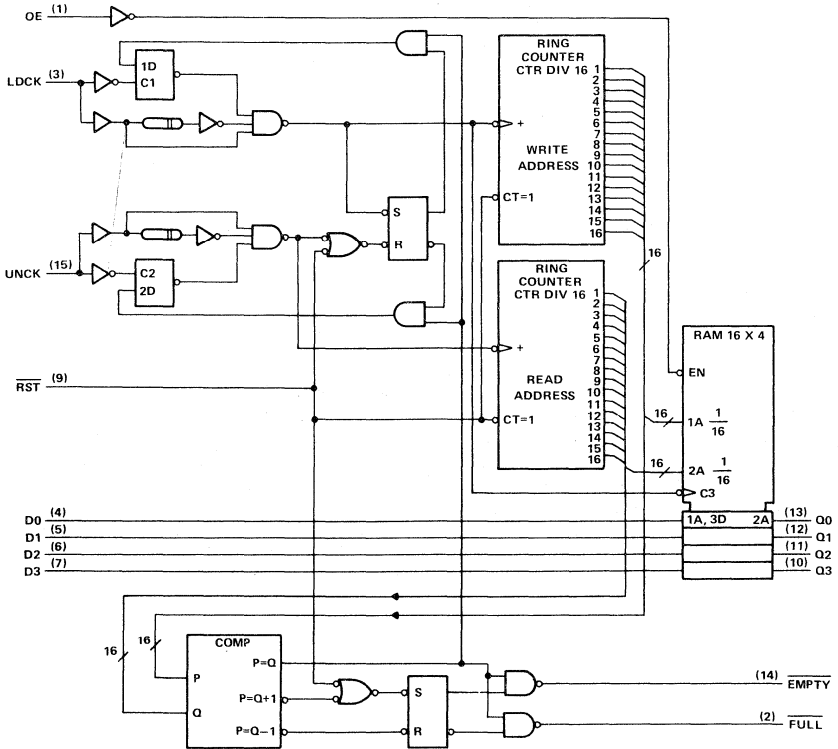 OE (1)
LDCK (3)
1D
C1
RING
COUNTER
CTR DIV 16
1
2
3
4
5
6
7
8
9
10
11
12
13
14
15
16
+
WRITE
ADDRESS
CT=1
16
S
R
UNCK (15)
C2
2D
RING
COUNTER
CTR DIV 16
1
2
3
4
5
6
7
8
9
10
11
12
13
14
15
16
+
READ
ADDRESS
CT=1
RST (9)
RAM 16 X 4
EN
16
1A 1/16
16
2A 1/16
C3
D0 (4)
1A, 3D 2A
(13) Q0
D1 (5)
(12) Q1
D2 (6)
(11) Q2
D3 (7)
(10) Q3
16
16
COMP
P
Q
P=Q
P=Q+1
P=Q–1
S
R
(14) EMPTY
(2) FULL